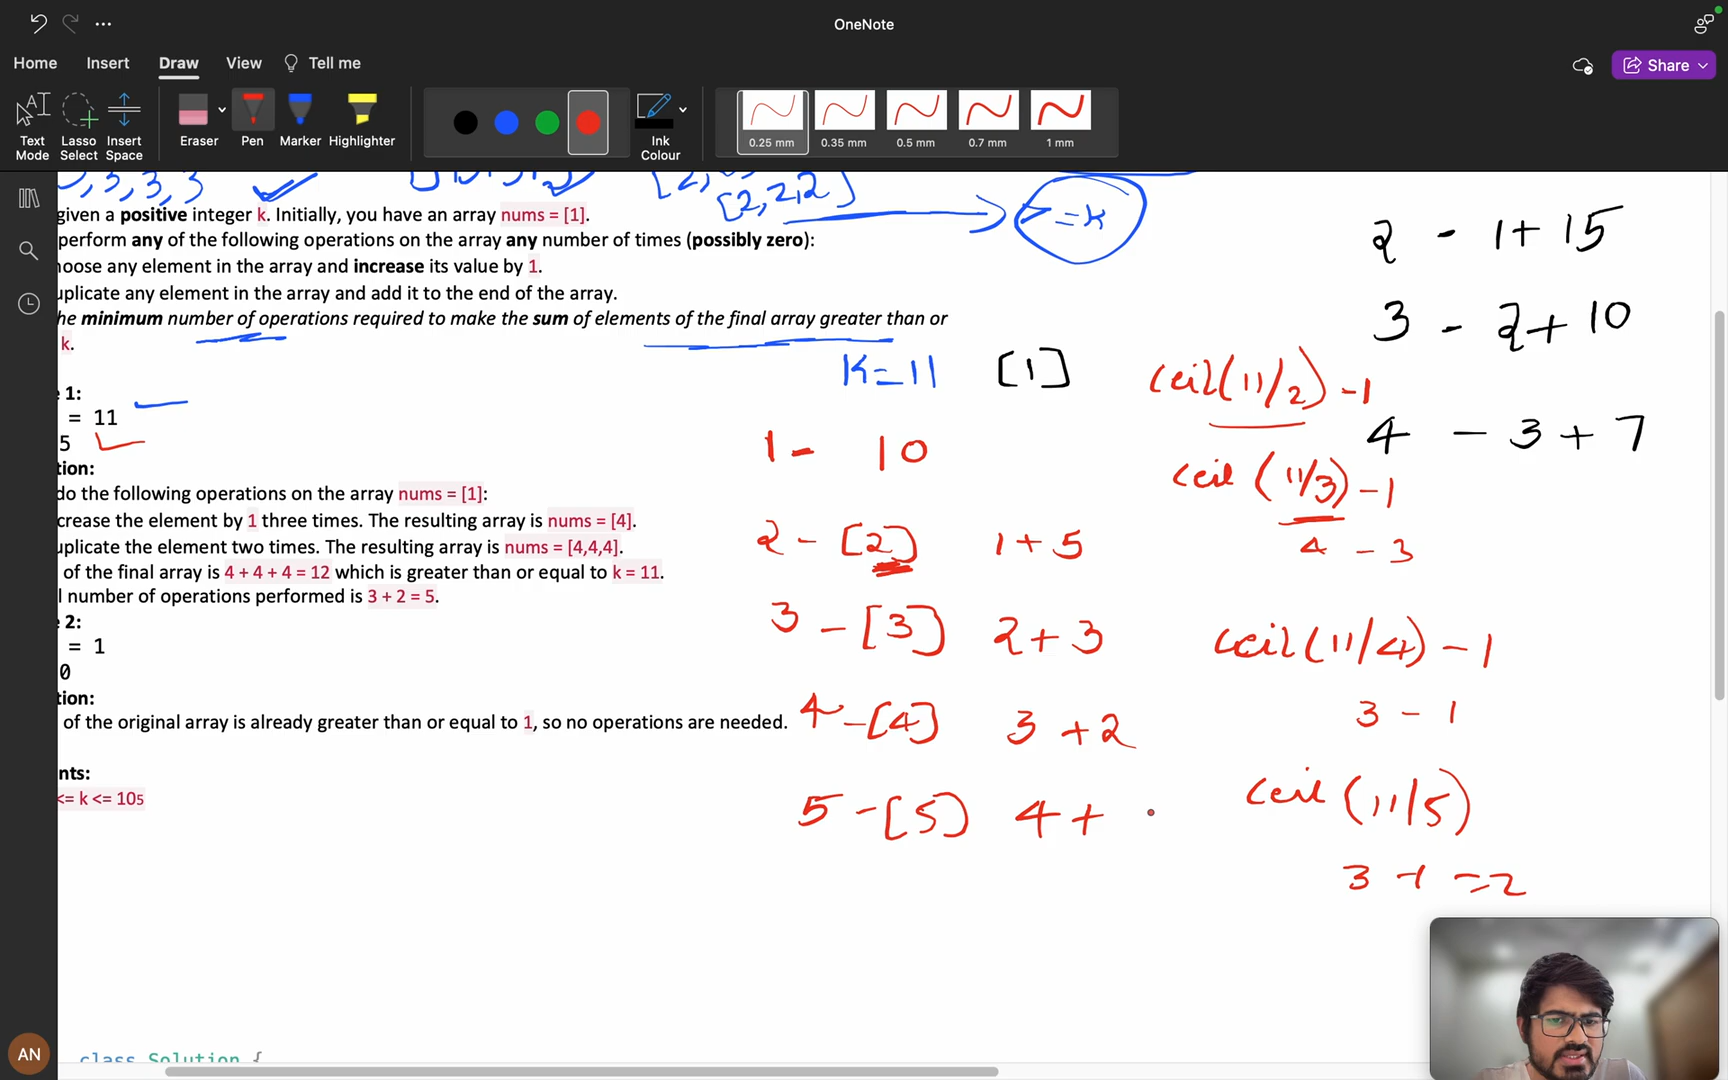 OneNote
Home Insert Draw View Tell me Share
Text Mode
Lasso Select
Insert Space
Eraser
Pen
Marker
Highlighter
Ink Colour
0.25 mm
0.35 mm
0.5 mm
0.7 mm
1 mm
, 3, 3, 3
[2,2,2]
= k
given a positive integer k. Initially, you have an array nums = [1].
perform any of the following operations on the array any number of times (possibly zero):
hoose any element in the array and increase its value by 1.
uplicate any element in the array and add it to the end of the array.
he minimum number of operations required to make the sum of elements of the final array greater than or
k.
e 1:
= 11
5
tion:
do the following operations on the array nums = [1]:
crease the element by 1 three times. The resulting array is nums = [4].
uplicate the element two times. The resulting array is nums = [4,4,4].
of the final array is 4 + 4 + 4 = 12 which is greater than or equal to k = 11.
l number of operations performed is 3 + 2 = 5.
e 2:
= 1
0
tion:
of the original array is already greater than or equal to 1, so no operations are needed.
nts:
<= k <= 105
K=11 [1]
1 - 10
2 - [2] 1+5
3 - [3] 2+3
4 - [4] 3+2
5 - [5] 4+
2 - 1+15
3 - 2+10
4 - 3+7
ceil(11/2) -1
ceil (11/3) -1
4 - 3
ceil(11/4) -1
3 - 1
ceil (11/5)
3 -1 =2
class Solution {
AN